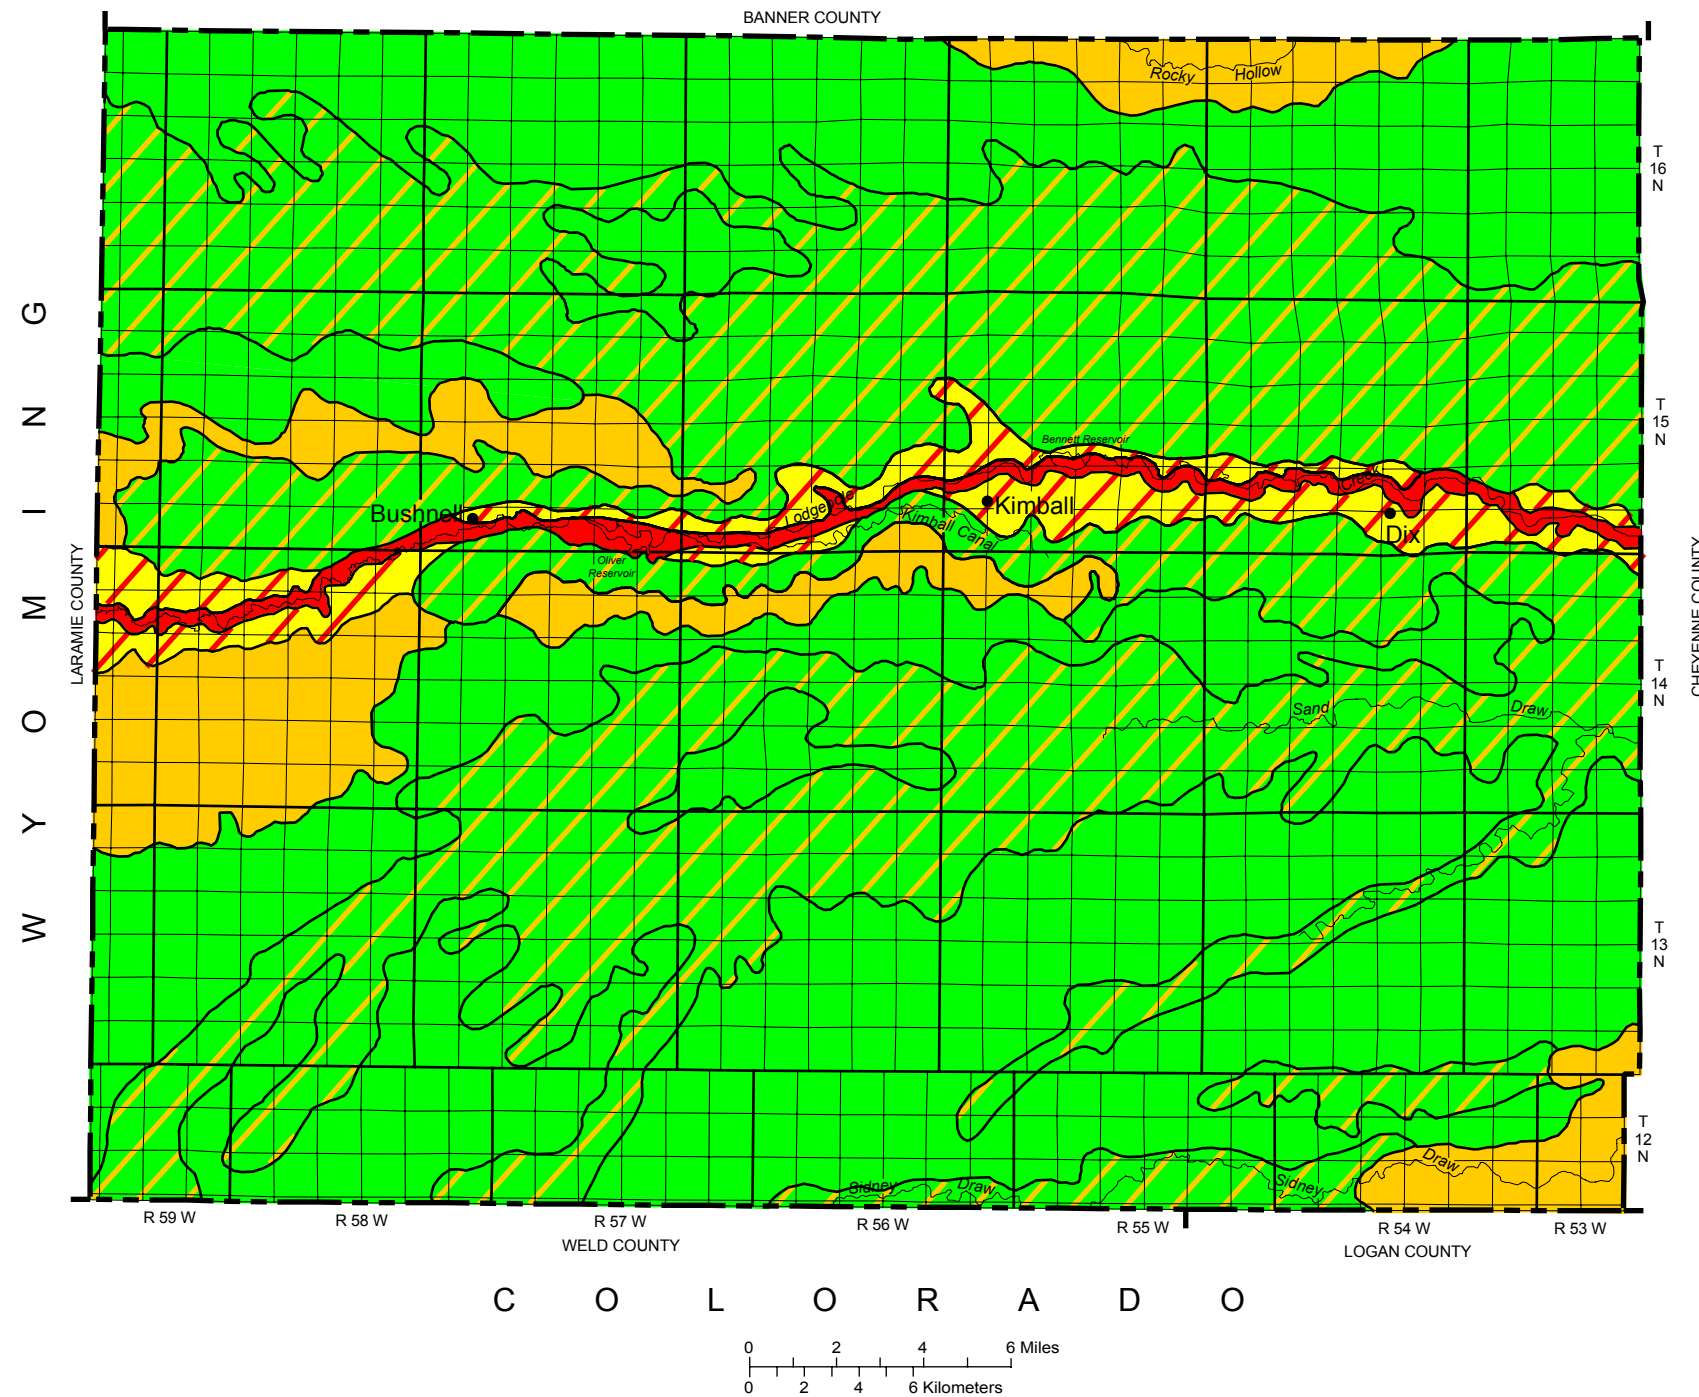 BANNER COUNTY
Rocky Hollow
T
16
N
T
15
N
Bennett Reservoir
Lodgepole
Creek
Bushnell
Kimball
Kimball Canal
Dix
Oliver
Reservoir
WYOMING
LARAMIE COUNTY
CHEYENNE COUNTY
T
14
N
Sand Draw
T
13
N
T
12
N
Sidney Draw
Sidney
Draw
R 59 W
R 58 W
R 57 W
R 56 W
R 55 W
R 54 W
R 53 W
WELD COUNTY
LOGAN COUNTY
COLORADO
0 2 4 6 Miles
0 2 4 6 Kilometers